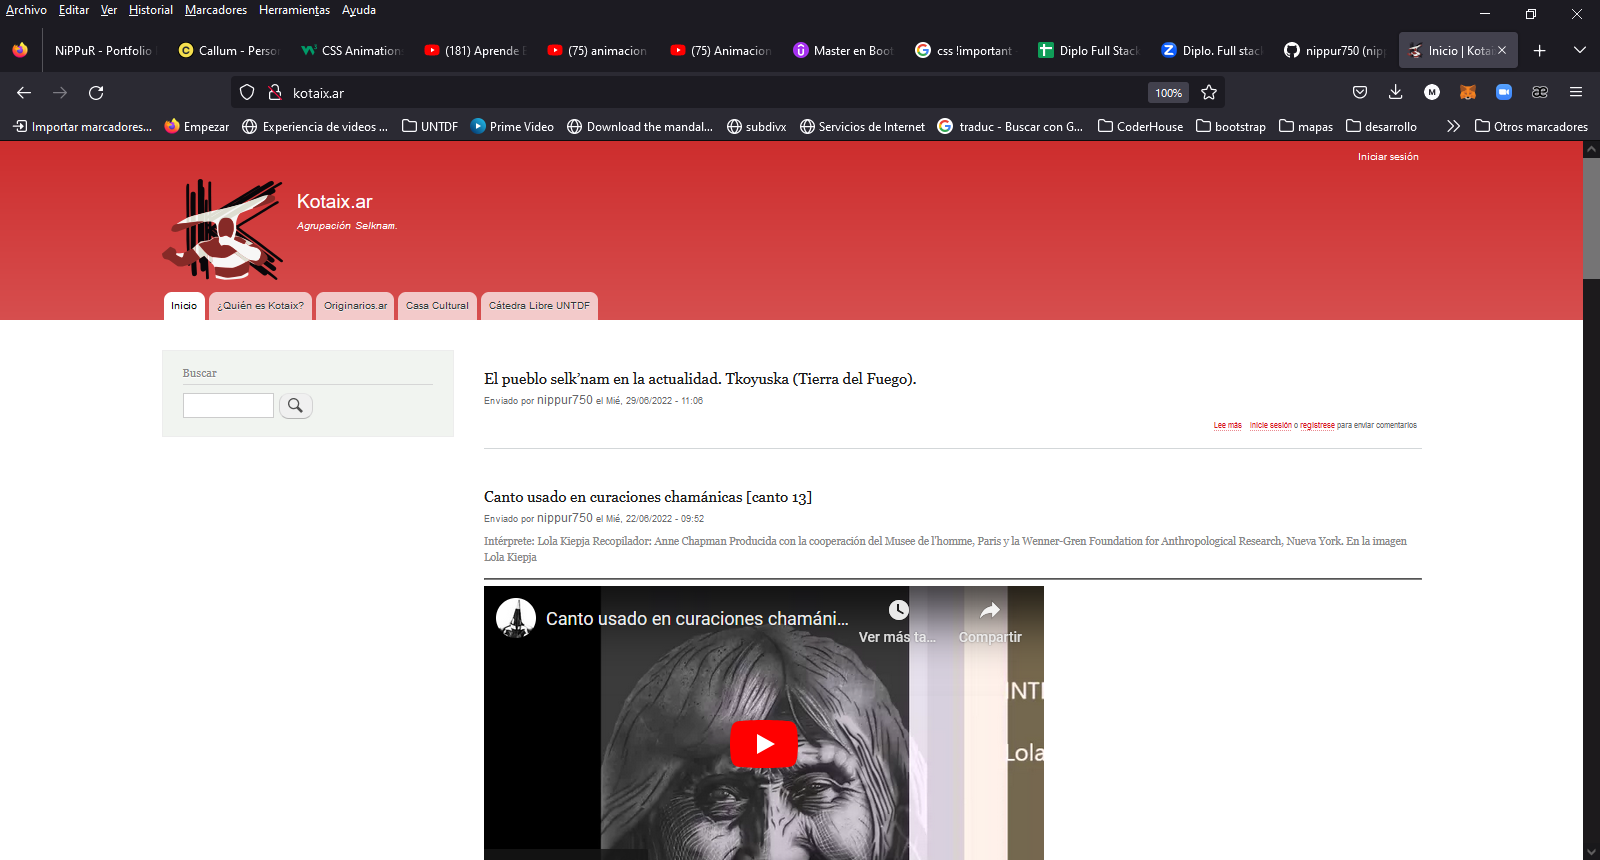 Archivo Editar Ver Historial Marcadores Herramientas Ayuda
NiPPuR - Portfolio Callum - Perso CSS Animation (181) Aprende (75) animacion (75) Animacion Master en Boot css !important Diplo Full Stack Diplo. Full stac nippur750 (nipp Inicio | Kotaix
kotaix.ar 100% M
Importar marcadores... Empezar Experiencia de videos ... UNTDF Prime Video Download the mandal... subdivx Servicios de Internet traduc - Buscar con G... CoderHouse bootstrap mapas desarrollo Otros marcadores
Iniciar sesión
Kotaix.ar
Agrupación Selknam.
Inicio ¿Quién es Kotaix? Originarios.ar Casa Cultural Cátedra Libre UNTDF
Buscar
El pueblo selk’nam en la actualidad. Tkoyuska (Tierra del Fuego).
Enviado por nippur750 el Mié, 29/06/2022 - 11:06
Lee más Inicie sesión o regístrese para enviar comentarios
Canto usado en curaciones chamánicas [canto 13]
Enviado por nippur750 el Mié, 22/06/2022 - 09:52
Intérprete: Lola Kiepja Recopilador: Anne Chapman Producida con la cooperación del Musee de l'homme, Paris y la Wenner-Gren Foundation for Anthropological Research, Nueva York. En la imagen
Lola Kiepja
Canto usado en curaciones chamáni...
Ver más ta... Compartir
INTE
Lola